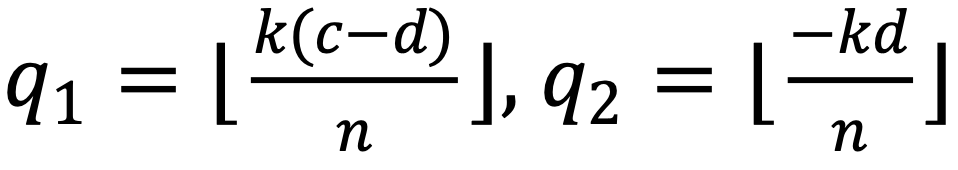 q₁ = ⌊k(c−d)/n⌋, q₂ = ⌊−kd/n⌋